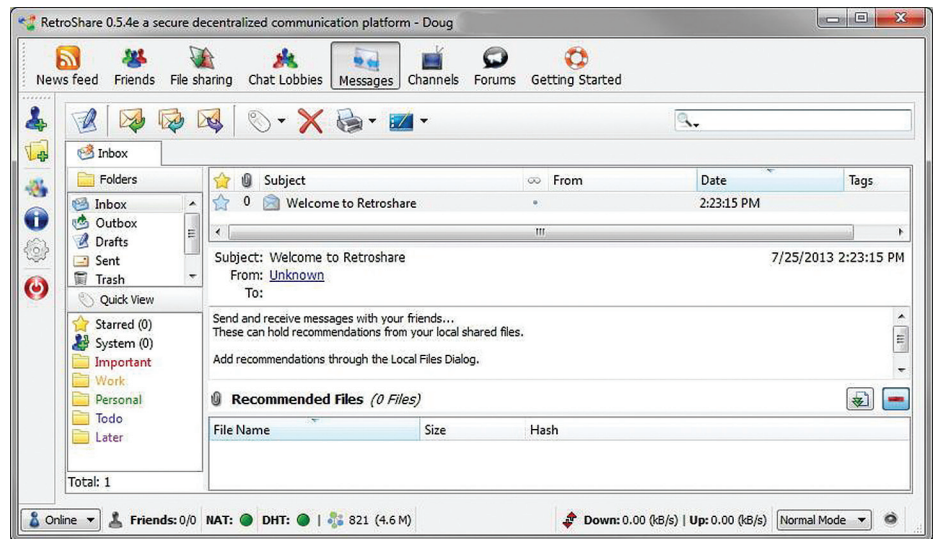 RetroShare 0.5.4e a secure decentralized communication platform - Doug
News feed Friends File sharing Chat Lobbies Messages Channels Forums Getting Started
Inbox
Folders
Inbox
Outbox
Drafts
Sent
Trash
Quick View
Starred (0)
System (0)
Important
Work
Personal
Todo
Later
Total: 1
Subject From Date Tags
0 Welcome to Retroshare 2:23:15 PM
Subject: Welcome to Retroshare 7/25/2013 2:23:15 PM
From: Unknown
To:
Send and receive messages with your friends...
These can hold recommendations from your local shared files.
Add recommendations through the Local Files Dialog.
Recommended Files (0 Files)
File Name Size Hash
Online Friends: 0/0 NAT: DHT: | 821 (4.6 M) Down: 0.00 (kB/s) | Up: 0.00 (kB/s) Normal Mode